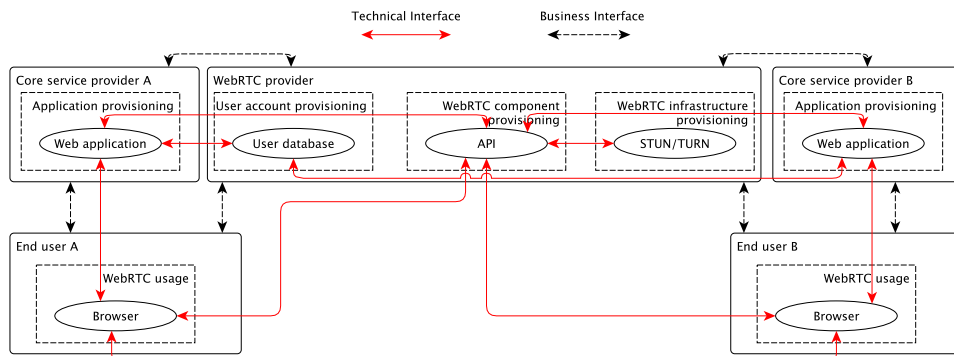 Technical Interface
Business Interface
Core service provider A
WebRTC provider
Core service provider B
Application provisioning
User account provisioning
WebRTC component
provisioning
WebRTC infrastructure
provisioning
Application provisioning
Web application
User database
API
STUN/TURN
Web application
End user A
End user B
WebRTC usage
WebRTC usage
Browser
Browser